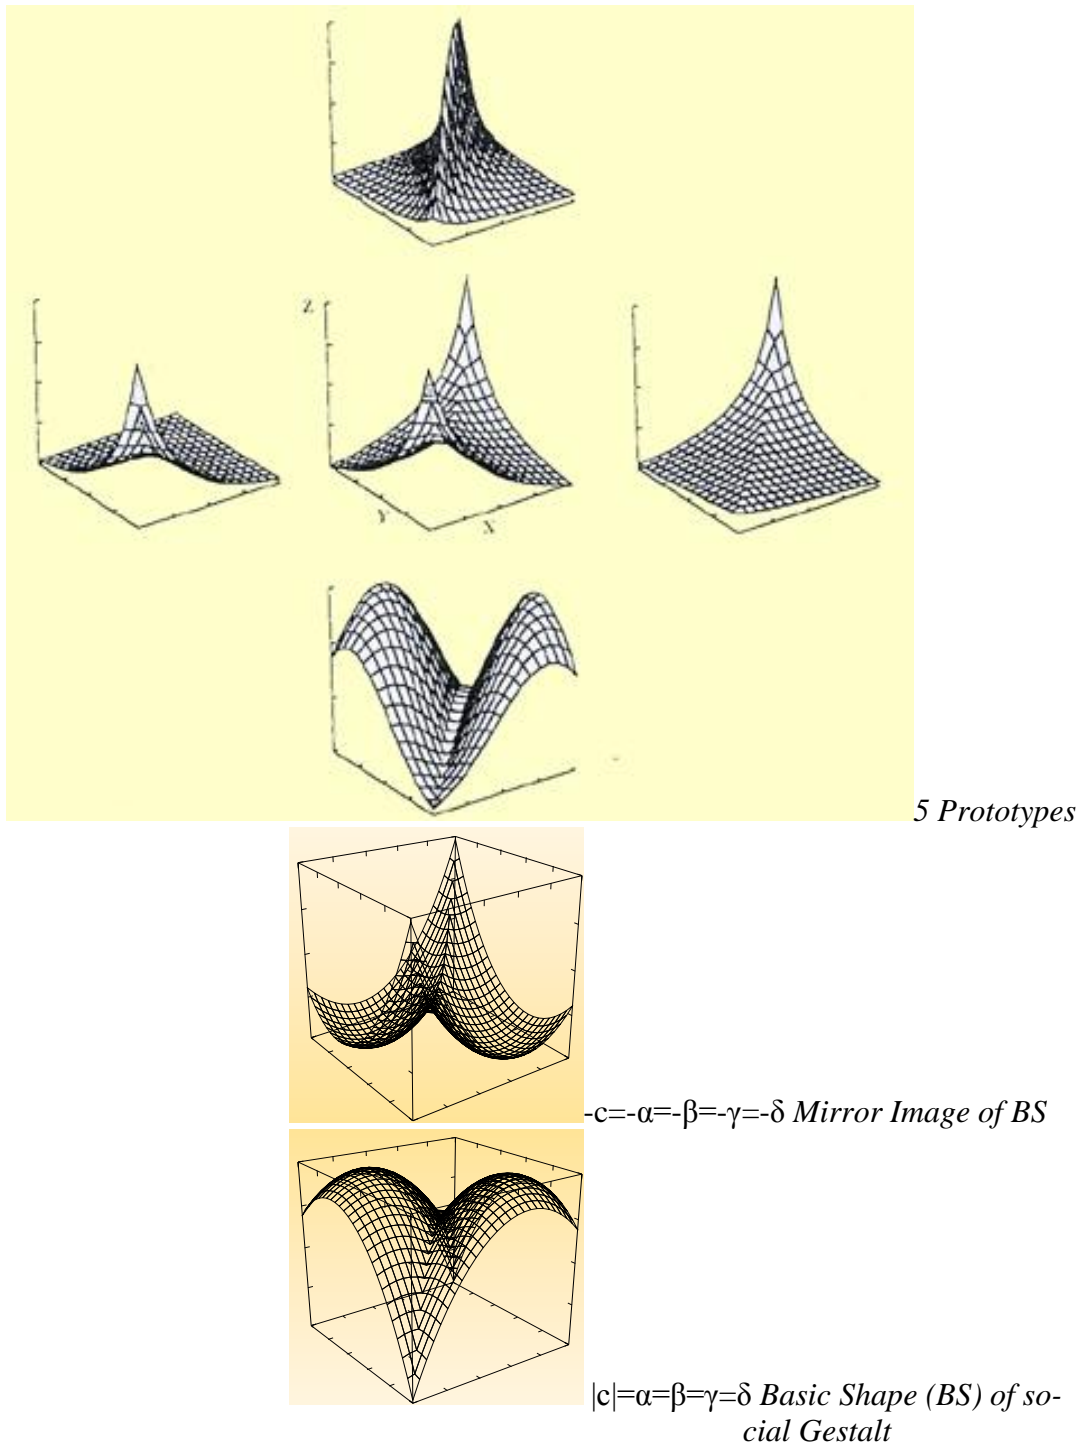 Z
Y
X
5 Prototypes
-c=-α=-β=-γ=-δ Mirror Image of BS
|c|=α=β=γ=δ Basic Shape (BS) of so-
cial Gestalt